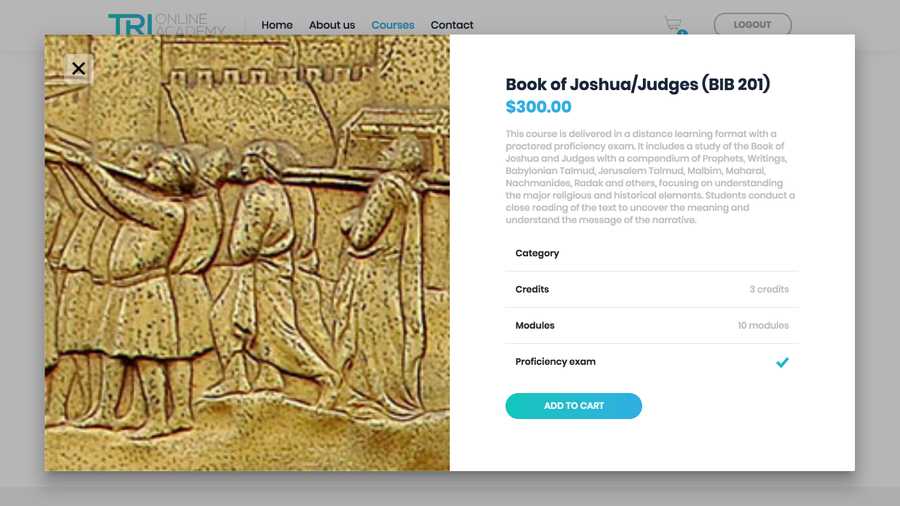 TRI ONLINE
ACADEMY
Home About us Courses Contact
LOGOUT
Book of Joshua/Judges (BIB 201)
$300.00
This course is delivered in a distance learning format with a
proctored proficiency exam. It includes a study of the Book of
Joshua and Judges with a compendium of Prophets, Writings,
Babylonian Talmud, Jerusalem Talmud, Malbim, Maharal,
Nachmanides, Radak and others, focusing on understanding
the major religious and historical elements. Students conduct a
close reading of the text to uncover the meaning and
understand the message of the narrative.
Category
Credits 3 credits
Modules 10 modules
Proficiency exam
ADD TO CART